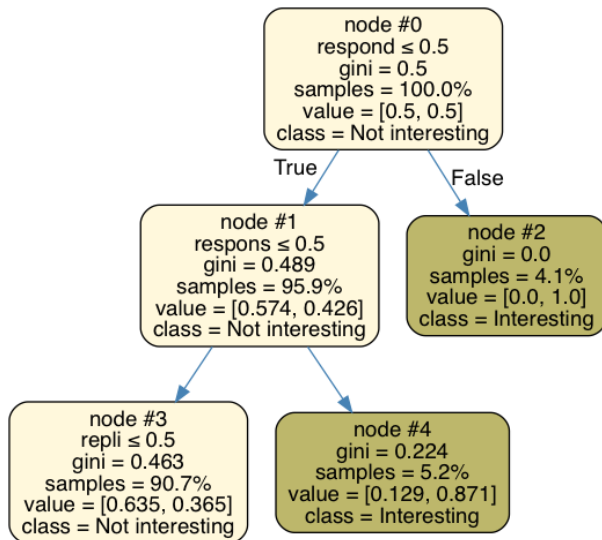 node #0
respond ≤ 0.5
gini = 0.5
samples = 100.0%
value = [0.5, 0.5]
class = Not interesting
True
False
node #1
respons ≤ 0.5
gini = 0.489
samples = 95.9%
value = [0.574, 0.426]
class = Not interesting
node #2
gini = 0.0
samples = 4.1%
value = [0.0, 1.0]
class = Interesting
node #3
repli ≤ 0.5
gini = 0.463
samples = 90.7%
value = [0.635, 0.365]
class = Not interesting
node #4
gini = 0.224
samples = 5.2%
value = [0.129, 0.871]
class = Interesting